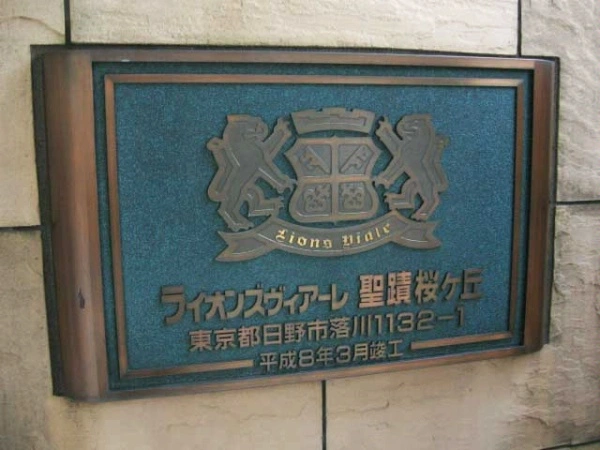 Lions Viale
ライオンズヴィアーレ 聖蹟桜ケ丘
東京都日野市落川1132-1
平成8年3月竣工